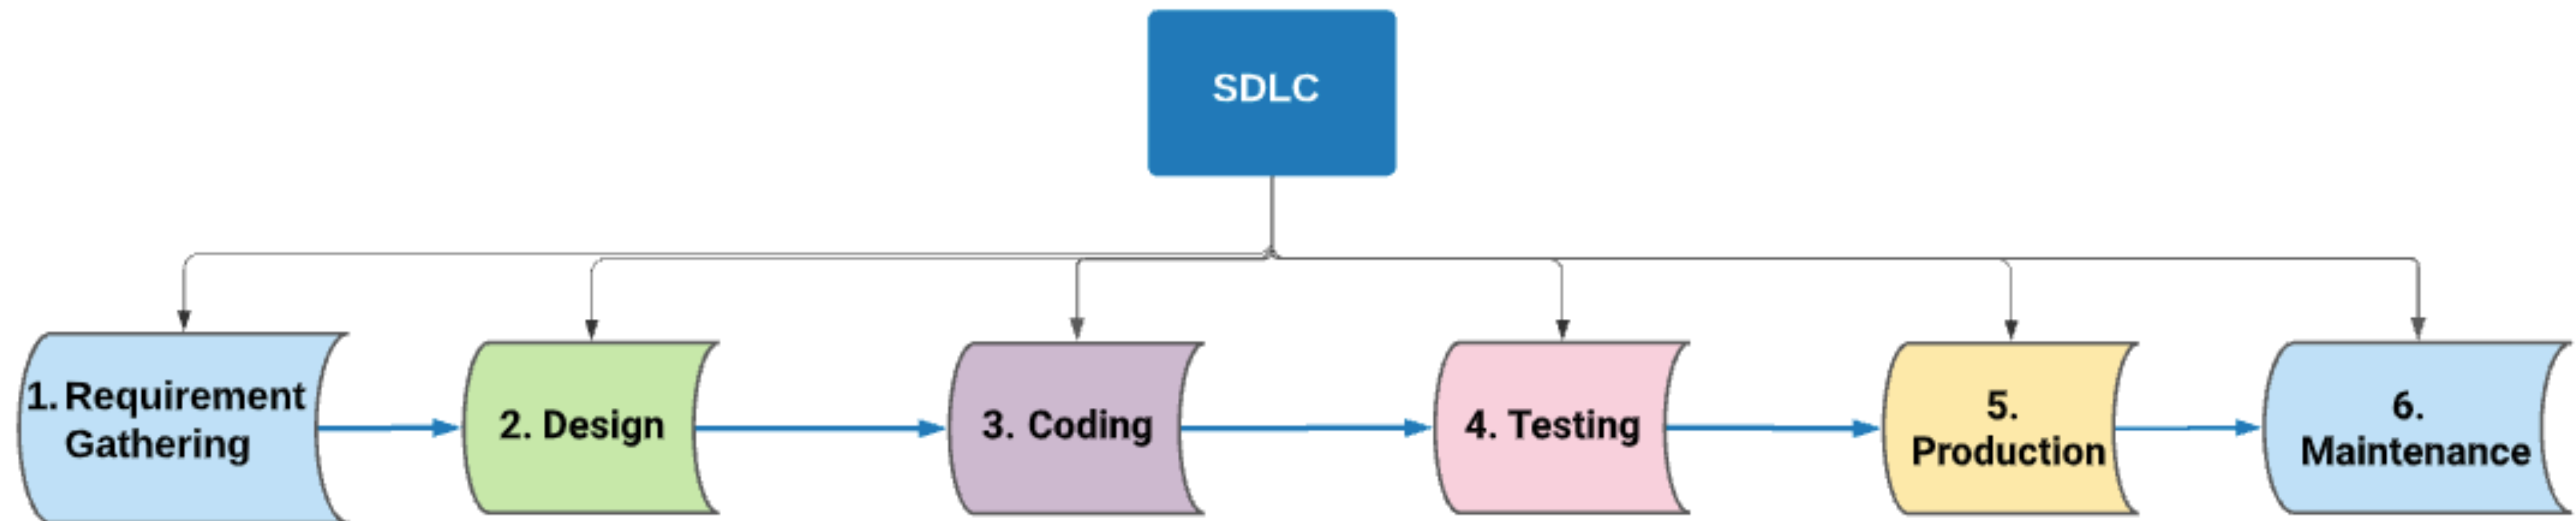 SDLC
1. Requirement
Gathering
2. Design
3. Coding
4. Testing
5.
Production
6.
Maintenance